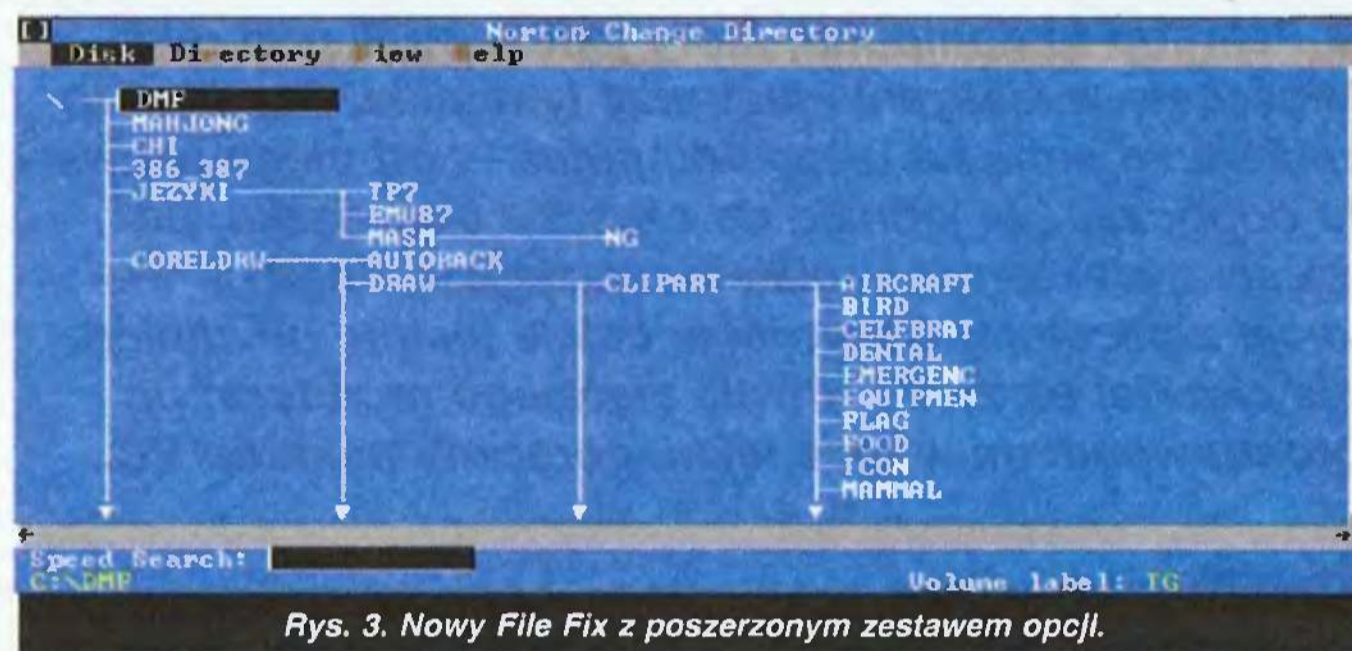 [ ] Norton Change Directory
Disk Directory View Help
\ DMP
MAHJONG
CHI
386_387
JEZYKI TP7
EMU87
MASM NG
CORELDRW AUTOBACK
DRAW CLIPART AIRCRAFT
BIRD
CELEBRAT
DENTAL
EMERGENC
EQUIPMEN
FLAG
FOOD
ICON
MAMMAL
Speed Search:
C:\DMP Volume label: TG
Rys. 3. Nowy File Fix z poszerzonym zestawem opcji.